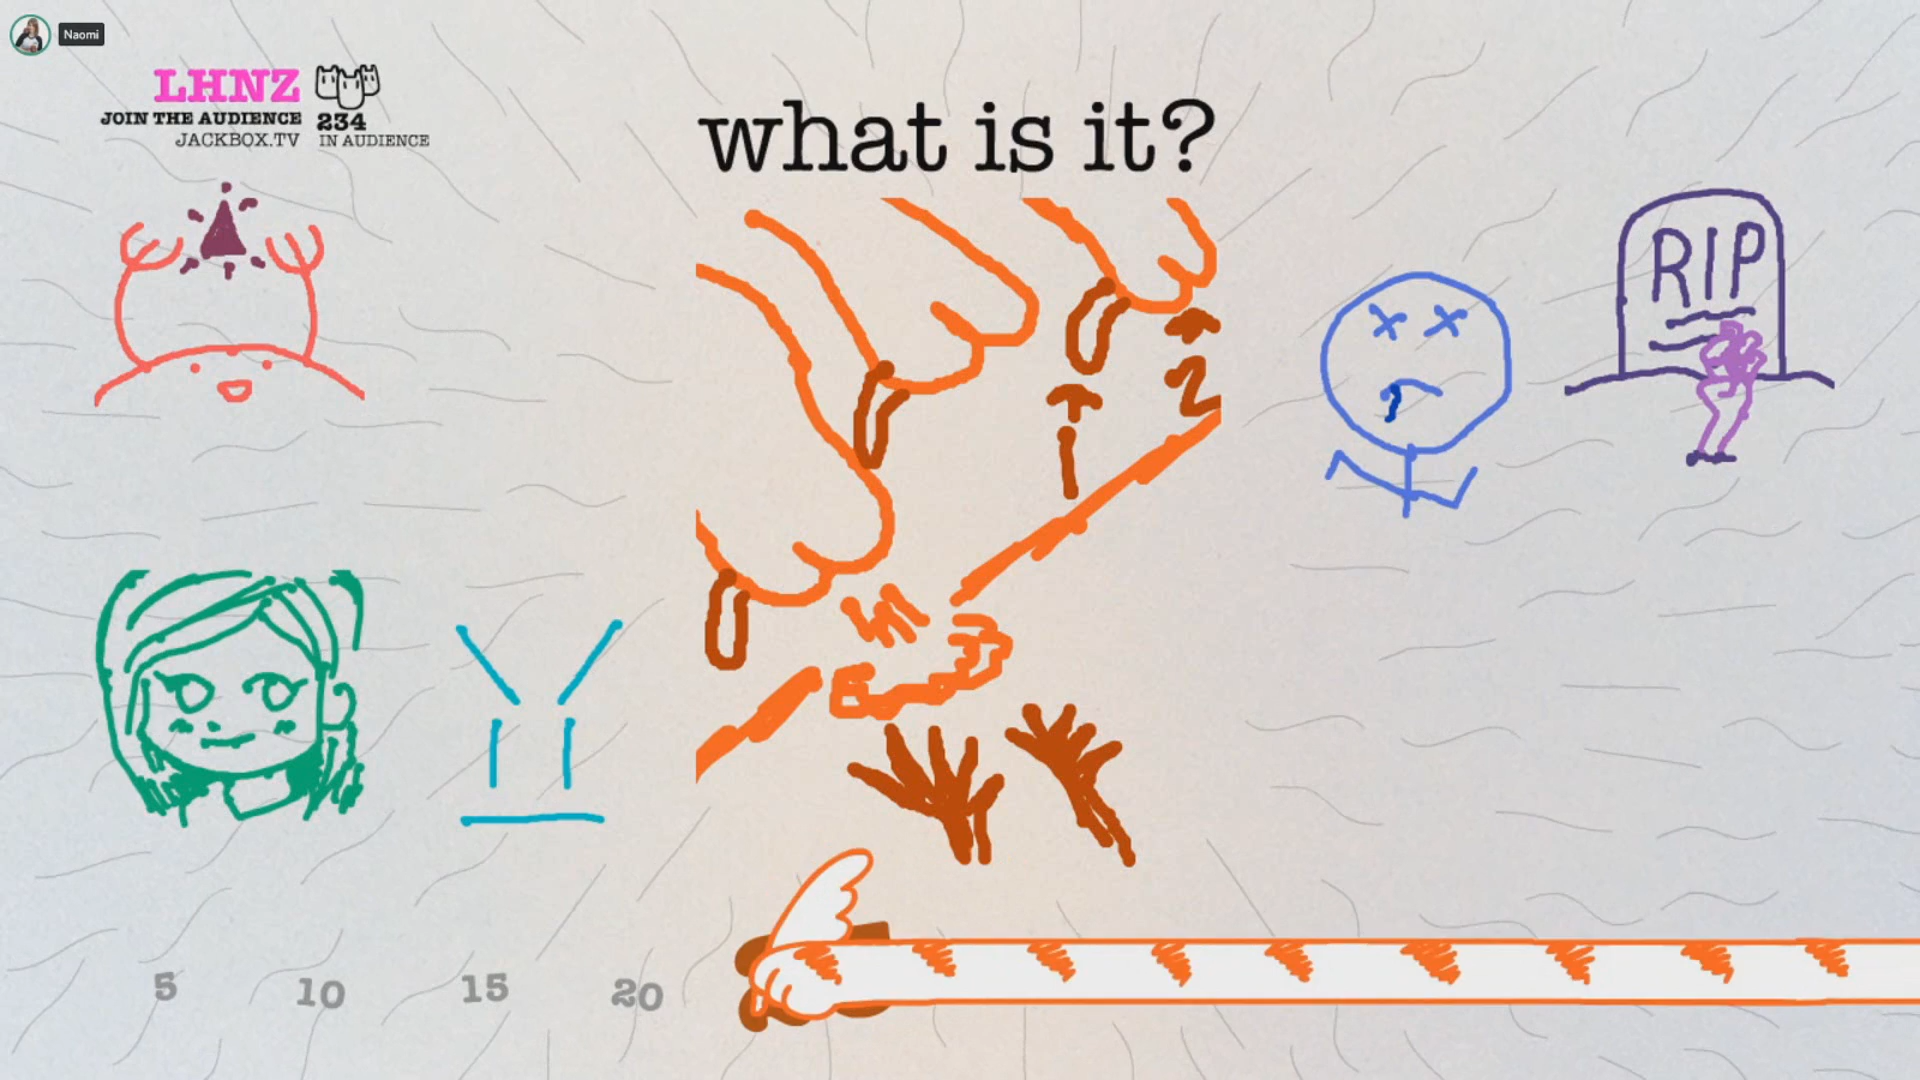 Naomi
LHNZ
JOIN THE AUDIENCE
JACKBOX.TV
234
IN AUDIENCE
what is it?
RIP
5 10 15 20